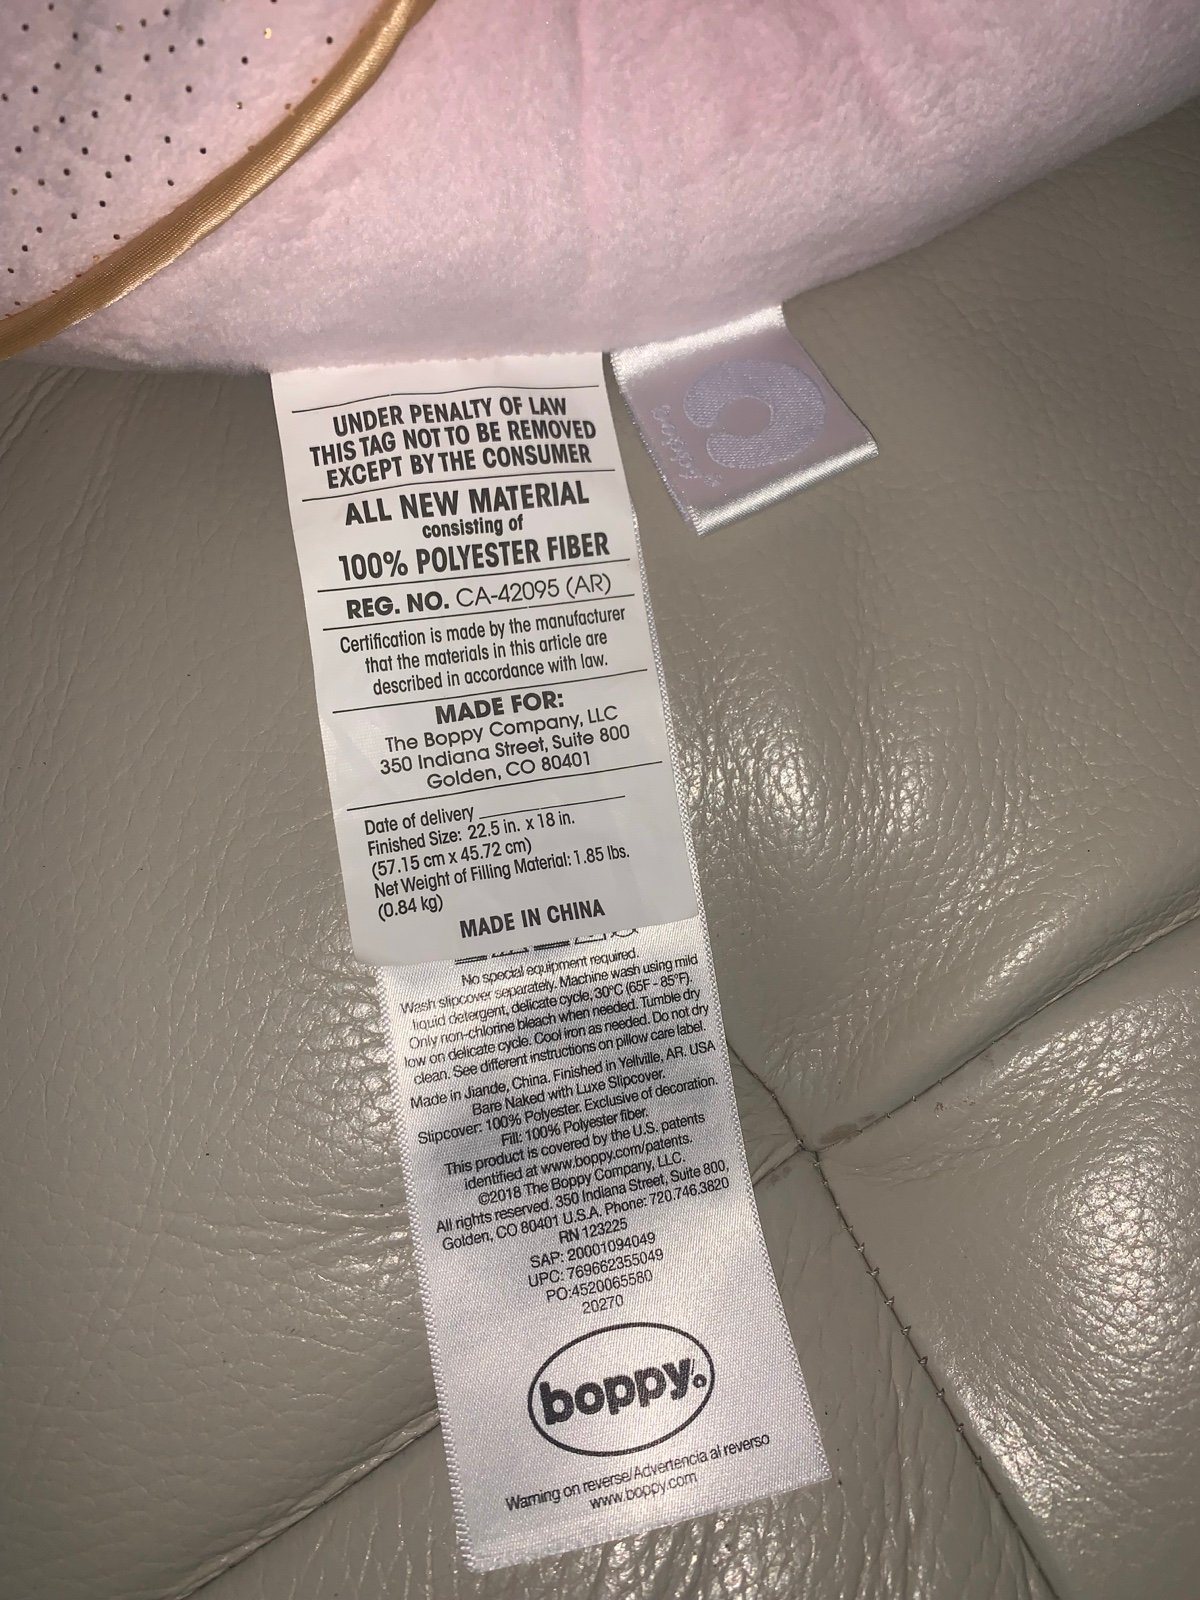 UNDER PENALTY OF LAW
THIS TAG NOT TO BE REMOVED
EXCEPT BY THE CONSUMER
ALL NEW MATERIAL
consisting of
100% POLYESTER FIBER
REG. NO. CA-42095 (AR)
Certification is made by the manufacturer
that the materials in this article are
described in accordance with law.
MADE FOR:
The Boppy Company, LLC
350 Indiana Street, Suite 800
Golden, CO 80401
Date of delivery
Finished Size: 22.5 in. x 18 in.
(57.15 cm x 45.72 cm)
Net Weight of Filling Material: 1.85 lbs.
(0.84 kg)
MADE IN CHINA
No special equipment required.
Wash slipcover separately. Machine wash using mild
liquid detergent, delicate cycle, 30°C (65F - 85°F).
Only non-chlorine bleach when needed. Tumble dry
low on delicate cycle. Cool iron as needed. Do not dry
clean. See different instructions on pillow care label.
Made in Jiande, China. Finished in Yellville, AR. USA
Bare Naked with Luxe Slipcover.
Slipcover: 100% Polyester. Exclusive of decoration.
Fill: 100% Polyester fiber.
This product is covered by the U.S. patents
identified at www.boppy.com/patents.
©2018 The Boppy Company, LLC.
All rights reserved. 350 Indiana Street, Suite 800,
Golden, CO 80401 U.S.A. Phone: 720.746.3820
RN 123225
SAP: 20001094049
UPC: 769662355049
PO:4520065580
20270
boppy
Warning on reverse/Advertencia al reverso
www.boppy.com
boppy